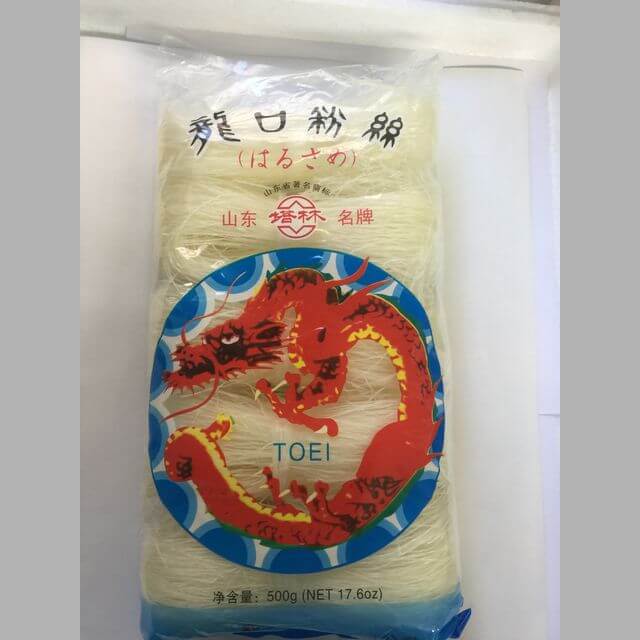 龍口粉絲
(はるさめ)
山东省著名商标
山东 塔林 名牌
TOEI
净含量：500g (NET 17.6oz)